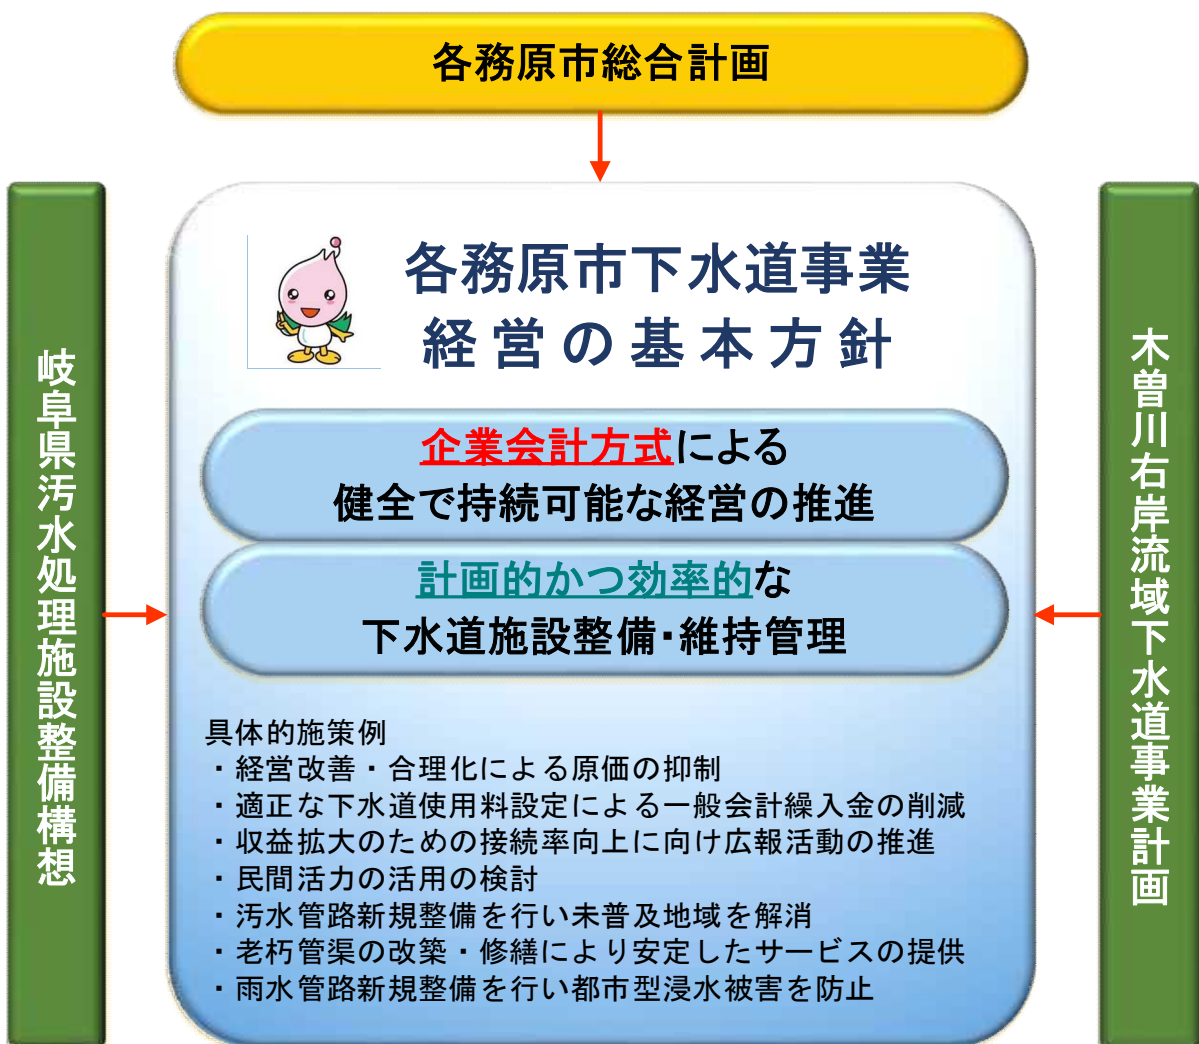 各務原市総合計画
岐阜県汚水処理施設整備構想
各務原市下水道事業
経営の基本方針
企業会計方式による
健全で持続可能な経営の推進
計画的かつ効率的な
下水道施設整備・維持管理
具体的施策例
・経営改善・合理化による原価の抑制
・適正な下水道使用料設定による一般会計繰入金の削減
・収益拡大のための接続率向上に向け広報活動の推進
・民間活力の活用の検討
・汚水管路新規整備を行い未普及地域を解消
・老朽管渠の改築・修繕により安定したサービスの提供
・雨水管路新規整備を行い都市型浸水被害を防止
木曽川右岸流域下水道事業計画